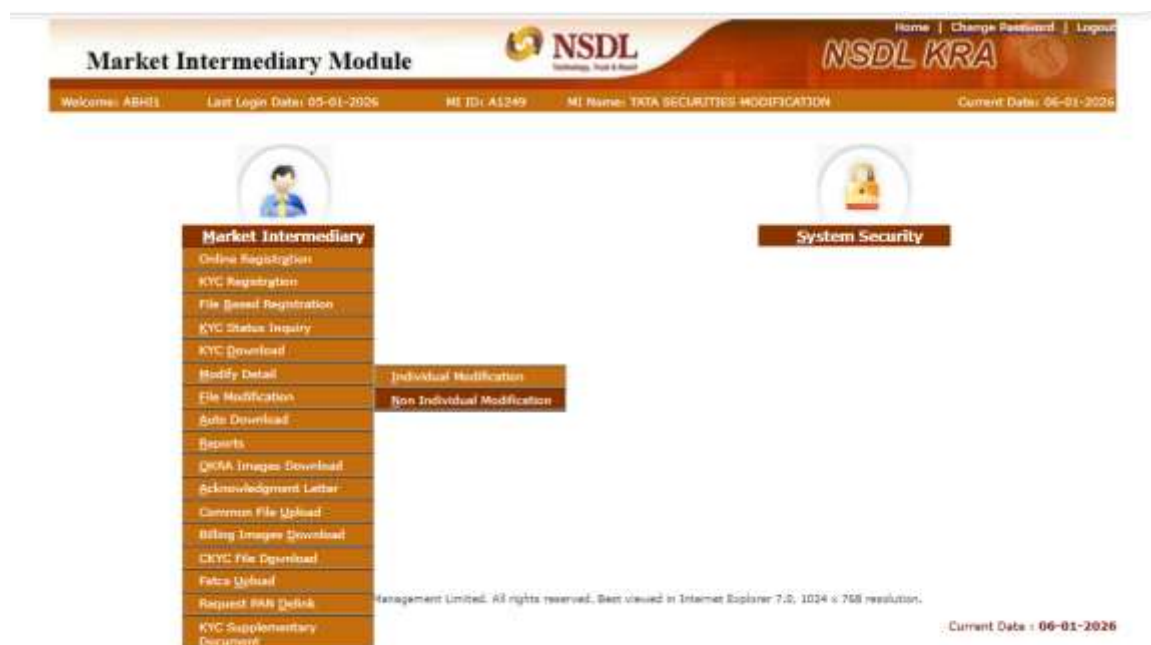 Home | Change Password | Logout
Market Intermediary Module
NSDL
Technology, Trust & Reach
NSDL KRA
Welcome: ABHI1 Last Login Date: 05-01-2026 MI ID: A1249 MI Name: TATA SECURITIES MODIFICATION Current Date: 06-01-2026
Market Intermediary
System Security
Online Registration
KYC Registration
File Based Registration
KYC Status Inquiry
KYC Download
Modify Detail
Individual Modification
File Modification
Non Individual Modification
Auto Download
Reports
OKRA Images Download
Acknowledgment Letter
Common File Upload
Billing Images Download
CKYC File Download
Fatca Upload
Request PAN Delink
Management Limited. All rights reserved. Best viewed in Internet Explorer 7.0, 1024 x 768 resolution.
KYC Supplementary
Document
Current Date : 06-01-2026